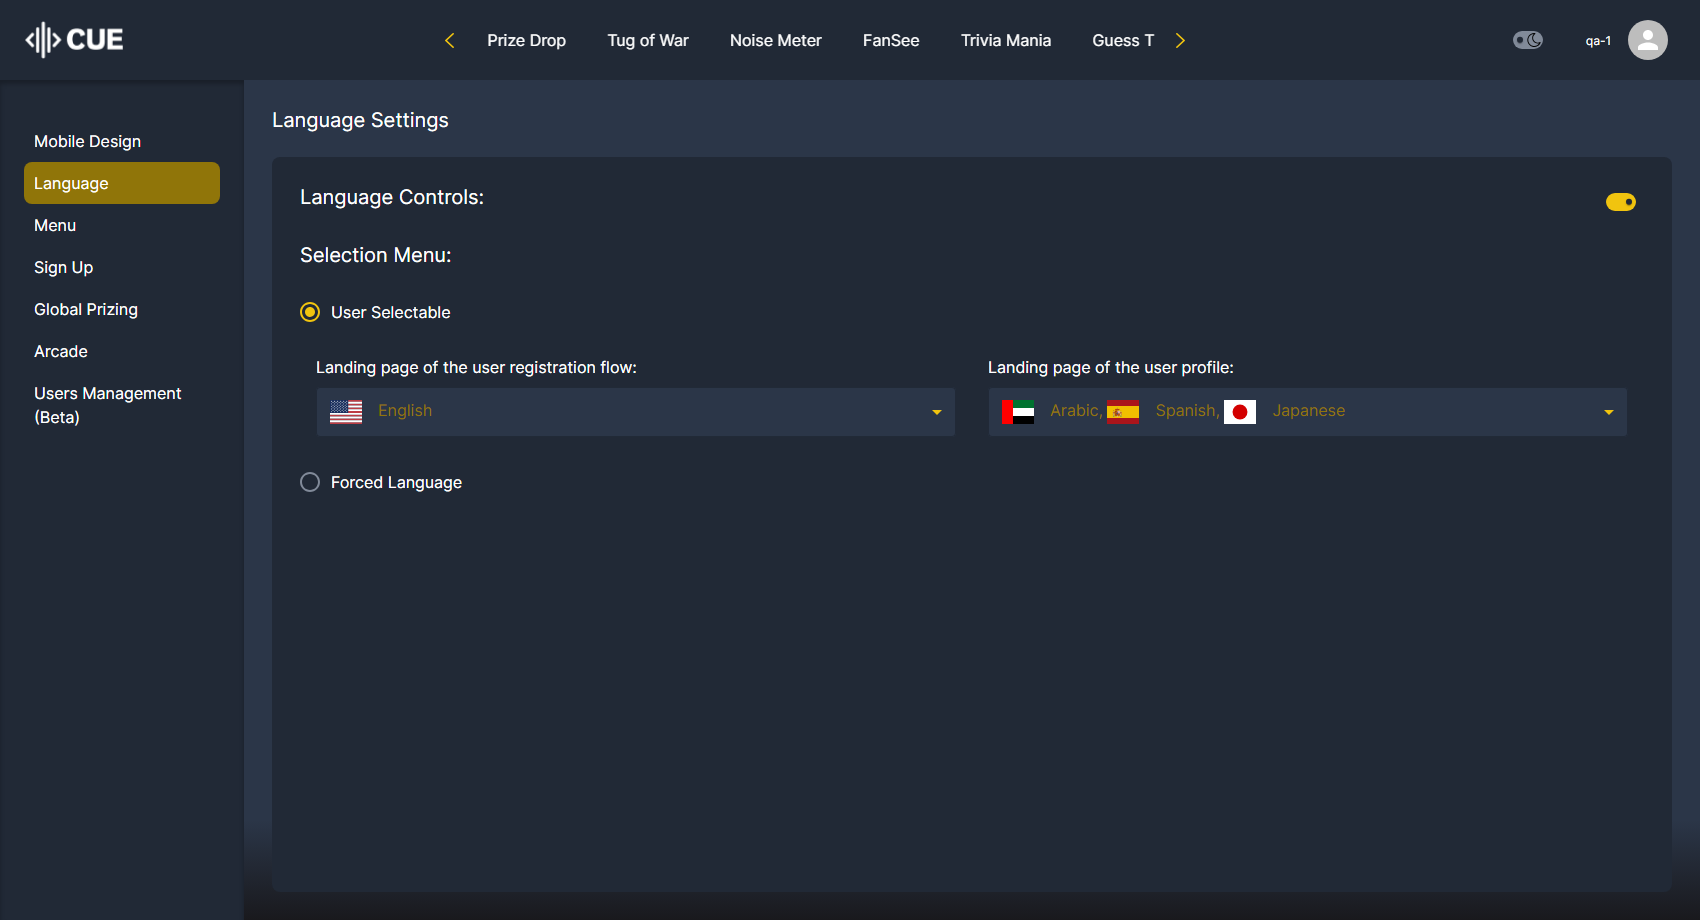 CUE
Prize Drop
Tug of War
Noise Meter
FanSee
Trivia Mania
Guess T
qa-1
Mobile Design
Language
Menu
Sign Up
Global Prizing
Arcade
Users Management
(Beta)
Language Settings
Language Controls:
Selection Menu:
User Selectable
Landing page of the user registration flow:
English
Landing page of the user profile:
Arabic, Spanish, Japanese
Forced Language